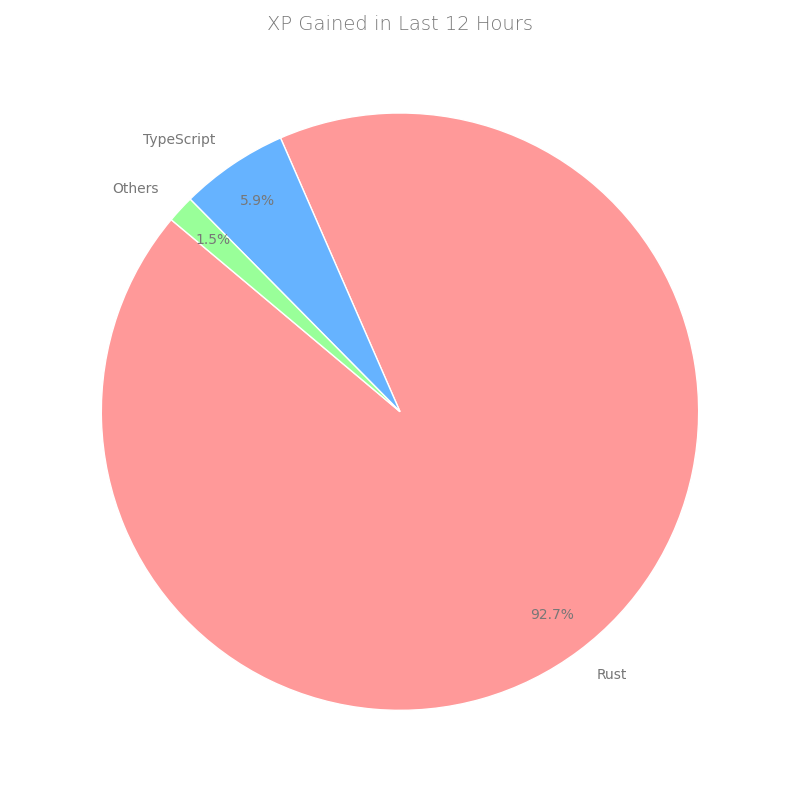 XP Gained in Last 12 Hours
TypeScript
Others
5.9%
1.5%
92.7%
Rust